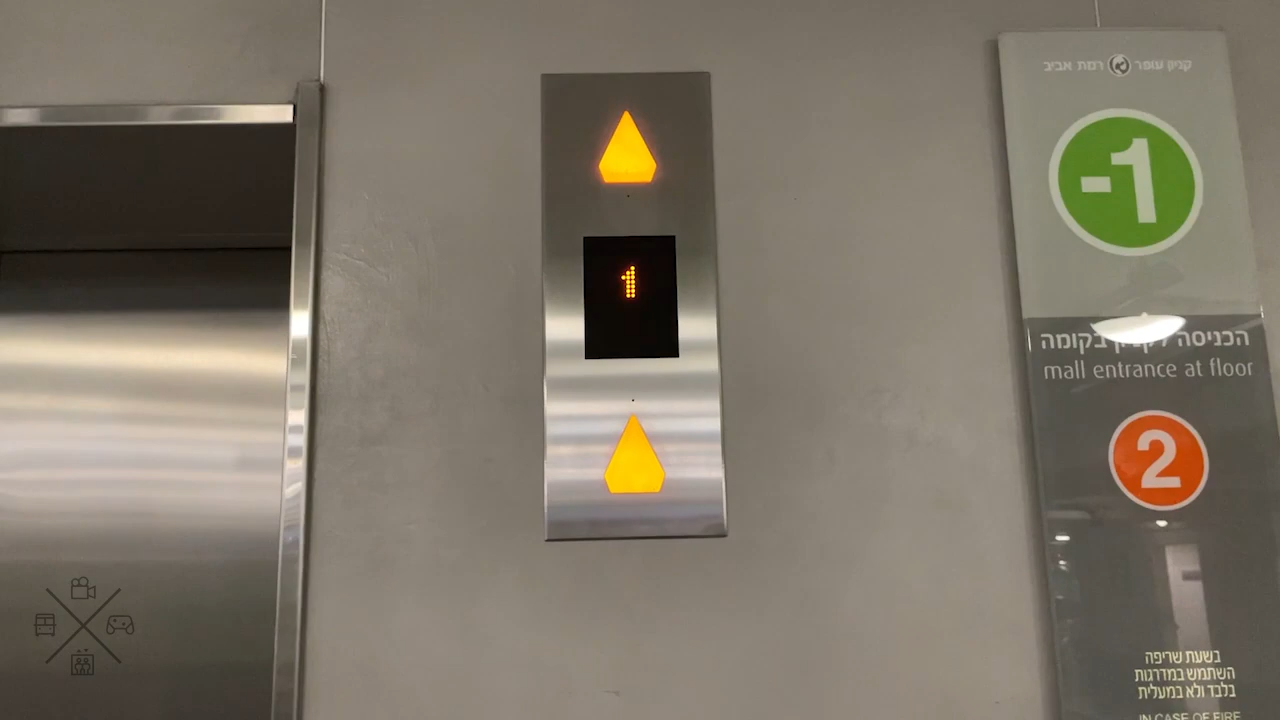 1
קניון עופר רמת אביב
-1
הכניסה לקניון בקומה
mall entrance at floor
2
בשעת שריפה
השתמש במדרגות
בלבד ולא במעלית
IN CASE OF FIRE